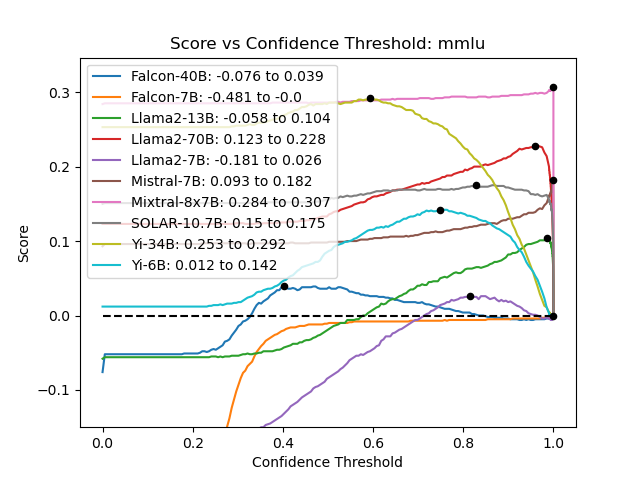 Score vs Confidence Threshold: mmlu
Falcon-40B: -0.076 to 0.039
Falcon-7B: -0.481 to -0.0
Llama2-13B: -0.058 to 0.104
Llama2-70B: 0.123 to 0.228
Llama2-7B: -0.181 to 0.026
Mistral-7B: 0.093 to 0.182
Mixtral-8x7B: 0.284 to 0.307
SOLAR-10.7B: 0.15 to 0.175
Yi-34B: 0.253 to 0.292
Yi-6B: 0.012 to 0.142
Score
0.3
0.2
0.1
0.0
−0.1
0.0 0.2 0.4 0.6 0.8 1.0
Confidence Threshold